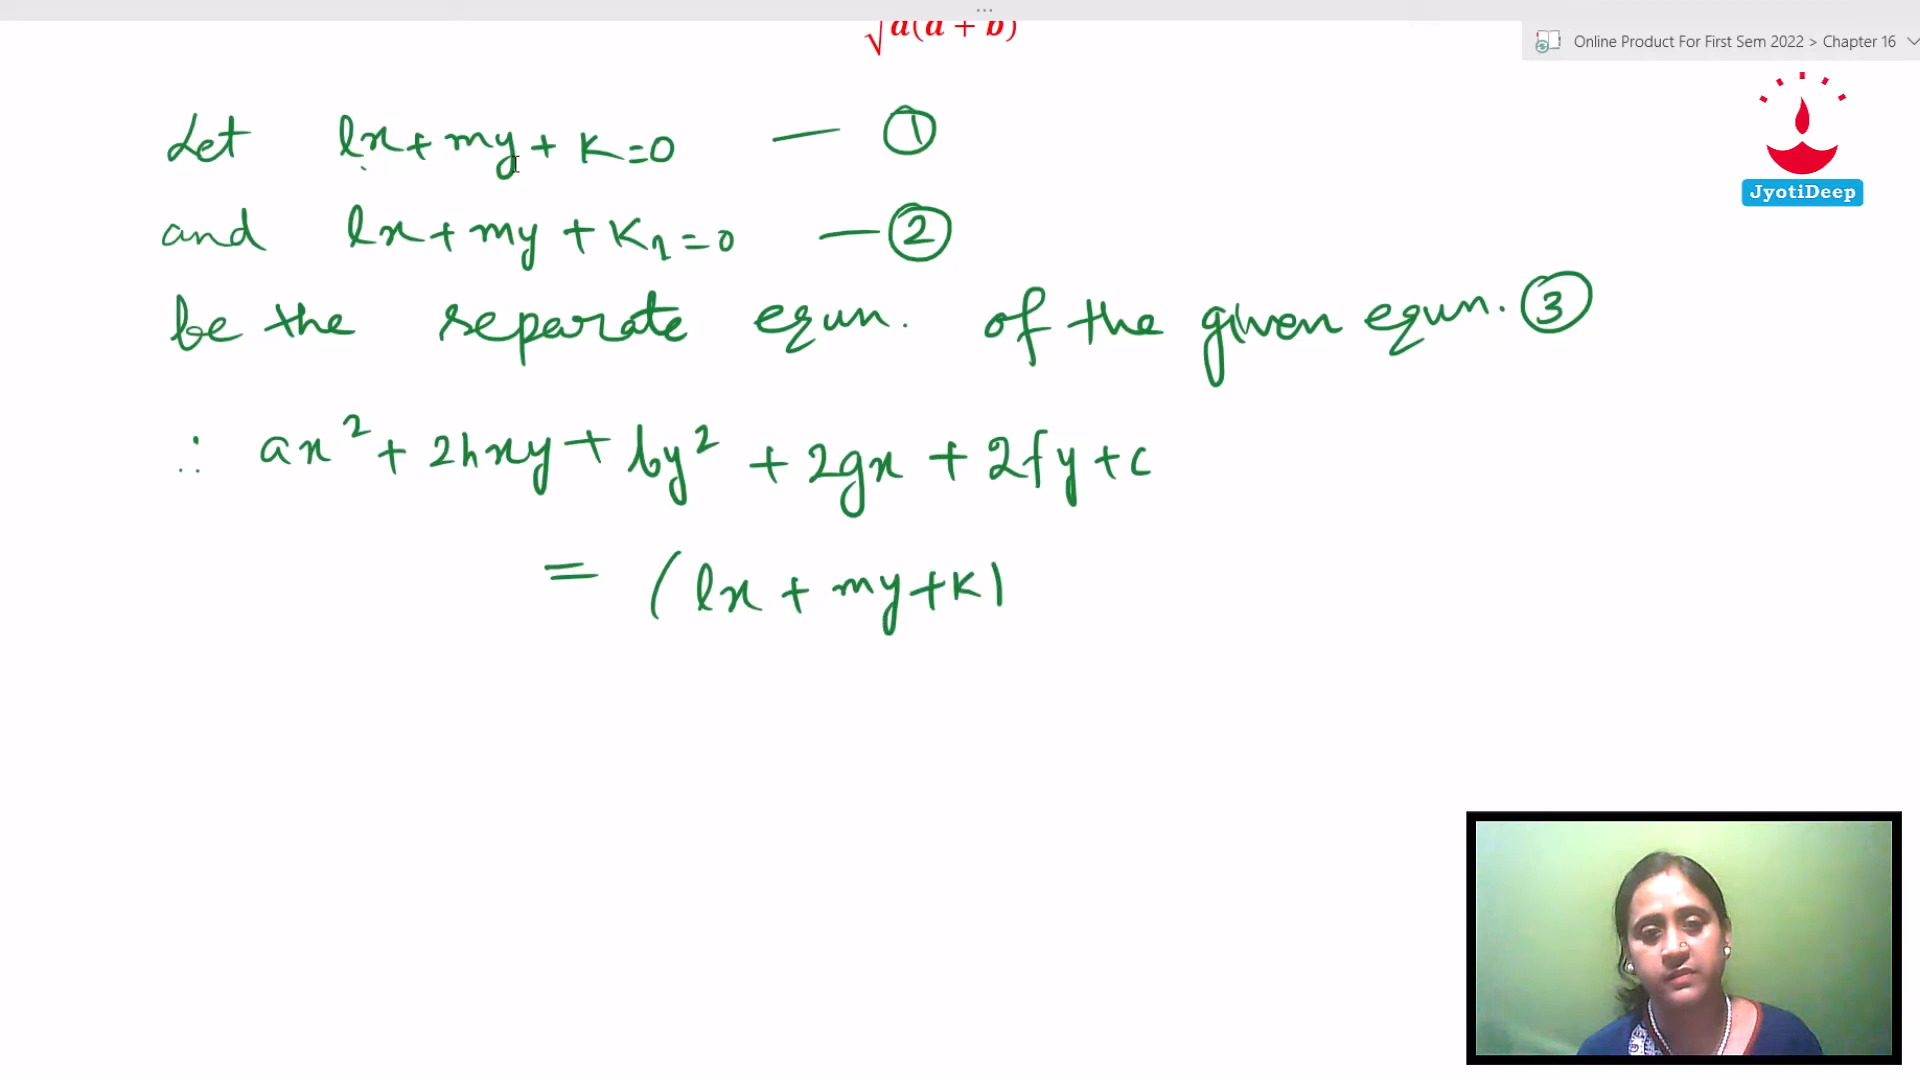 ...
√a(a + b)
Online Product For First Sem 2022 > Chapter 16
JyotiDeep
Let lx + my + K = 0 — ①
and lx + my + K₁ = 0 — ②
be the separate equn. of the given equn. ③
∴ ax² + 2hxy + by² + 2gx + 2fy + c
= (lx + my + K)